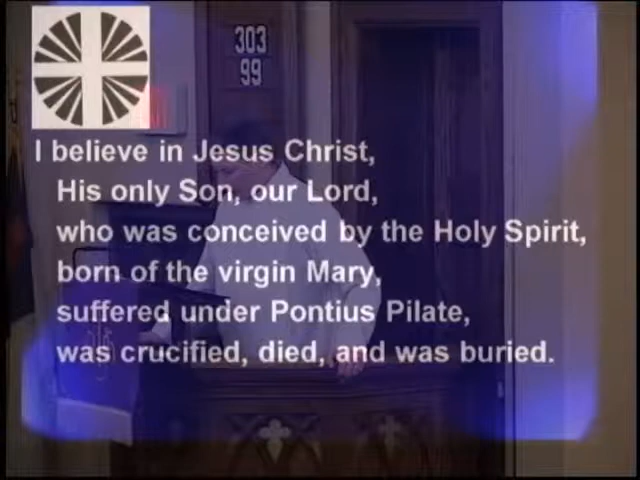 303
99
I believe in Jesus Christ,
His only Son, our Lord,
who was conceived by the Holy Spirit,
born of the virgin Mary,
suffered under Pontius Pilate,
was crucified, died, and was buried.